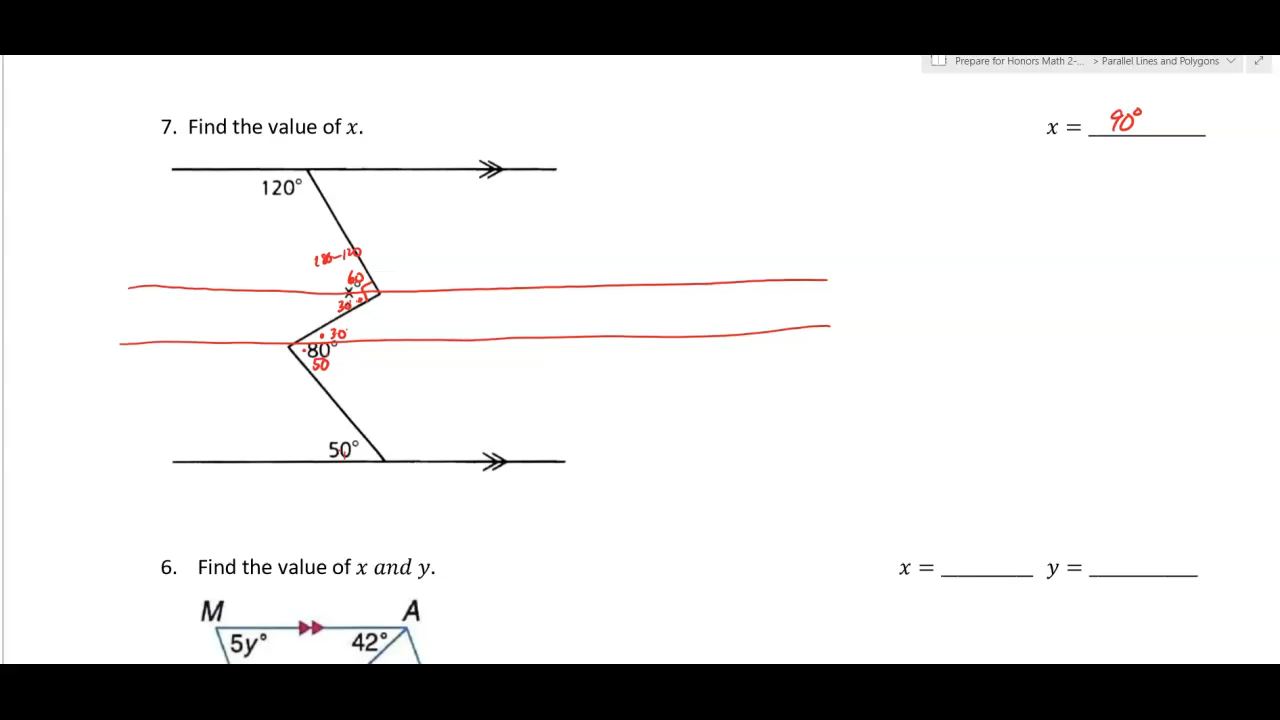 Prepare for Honors Math 2-... > Parallel Lines and Polygons
7. Find the value of x.
x = 90°
120°
180-120
60
x°
30
30
80°
50
50°
6. Find the value of x and y.
x = ________ y = ________
M
A
5y°
42°